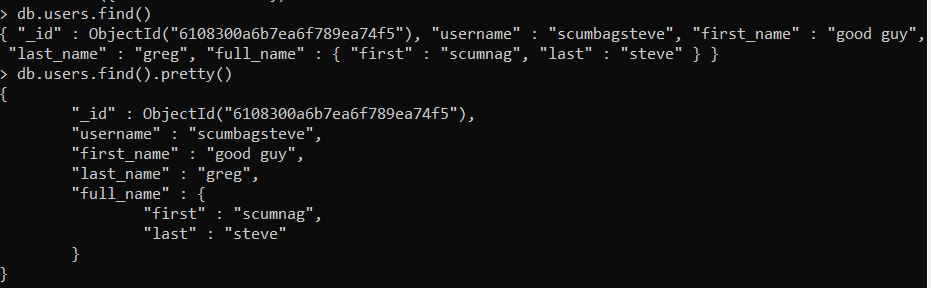 > db.users.find()
{ "_id" : ObjectId("6108300a6b7ea6f789ea74f5"), "username" : "scumbagsteve", "first_name" : "good guy",
"last_name" : "greg", "full_name" : { "first" : "scumnag", "last" : "steve" } }
> db.users.find().pretty()
{
"_id" : ObjectId("6108300a6b7ea6f789ea74f5"),
"username" : "scumbagsteve",
"first_name" : "good guy",
"last_name" : "greg",
"full_name" : {
"first" : "scumnag",
"last" : "steve"
}
}